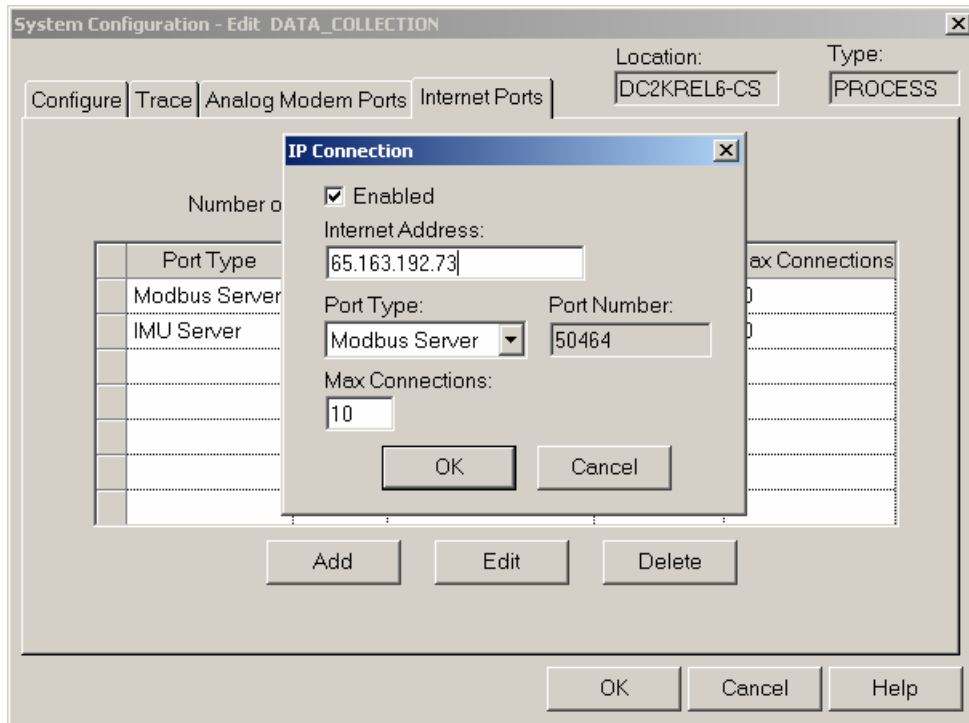 System Configuration - Edit DATA_COLLECTION
Location:
Type:
DC2KREL6-CS
PROCESS
Configure
Trace
Analog Modem Ports
Internet Ports
IP Connection
Enabled
Number o
Internet Address:
65.163.192.73
Port Type
ax Connections
Modbus Server
Port Type:
Port Number:
IMU Server
Modbus Server
50464
Max Connections:
10
OK
Cancel
Add
Edit
Delete
OK
Cancel
Help